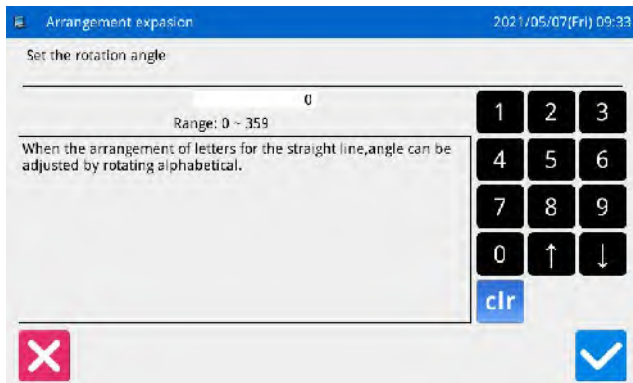 Arrangement expasion 2021/05/07(Fri) 09:33
Set the rotation angle
0
Range: 0 ~ 359
When the arrangement of letters for the straight line,angle can be
adjusted by rotating alphabetical.
1 2 3
4 5 6
7 8 9
0 ↑ ↓
clr